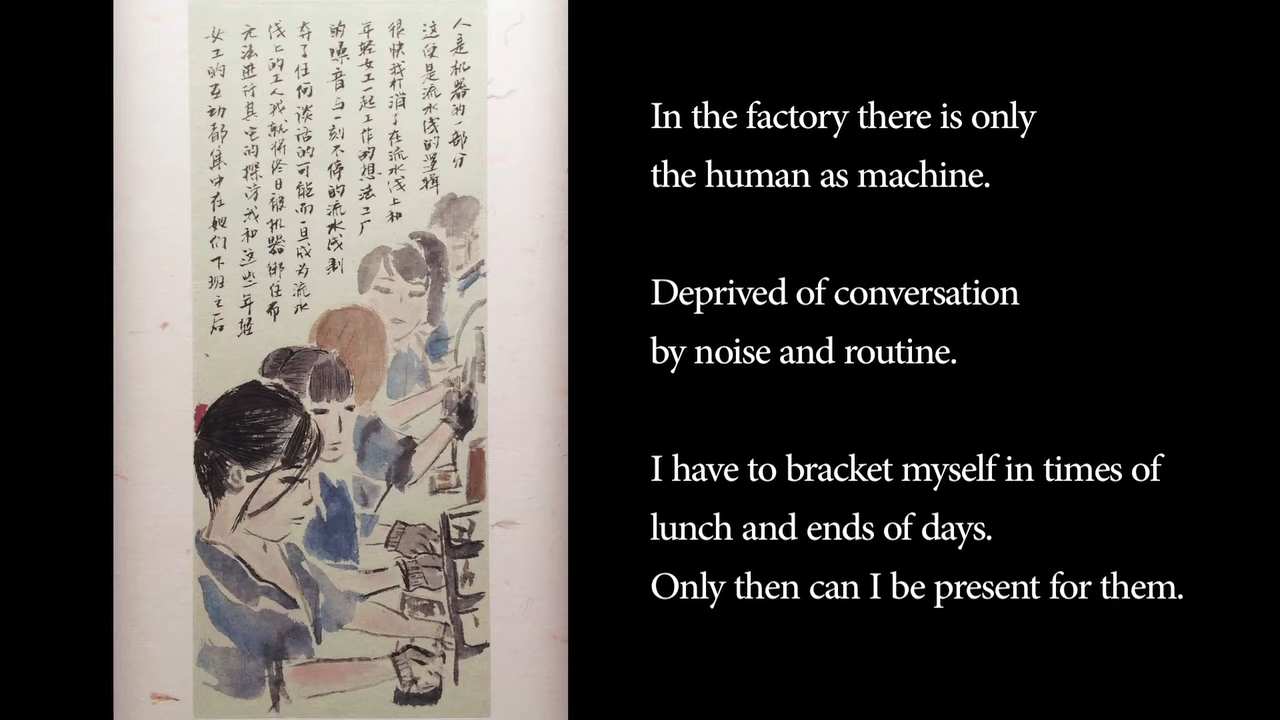 人是机器的一部分
这便是流水线的逻辑
很快我打消了在流水线上和
年轻女工一起工作的想法工厂
的噪音与一刻不停的流水线剥
夺了任何谈话的可能而一旦成为流水
线上的工人我就将终日被机器绑住而
无法进行其它的探访我和这些年轻
女工的互动都集中在她们下班之后
In the factory there is only
the human as machine.
Deprived of conversation
by noise and routine.
I have to bracket myself in times of
lunch and ends of days.
Only then can I be present for them.